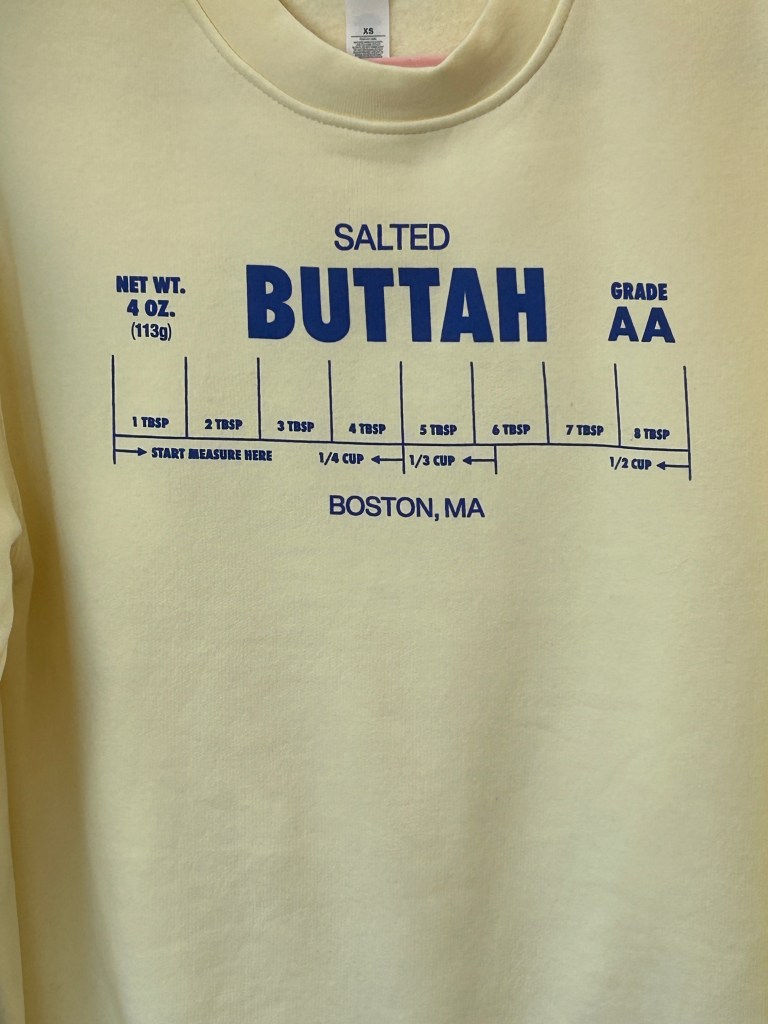 XS
SALTED
BUTTAH
NET WT.
4 OZ.
(113g)
GRADE
AA
1 TBSP 2 TBSP 3 TBSP 4 TBSP 5 TBSP 6 TBSP 7 TBSP 8 TBSP
START MEASURE HERE 1/4 CUP 1/3 CUP 1/2 CUP
BOSTON, MA